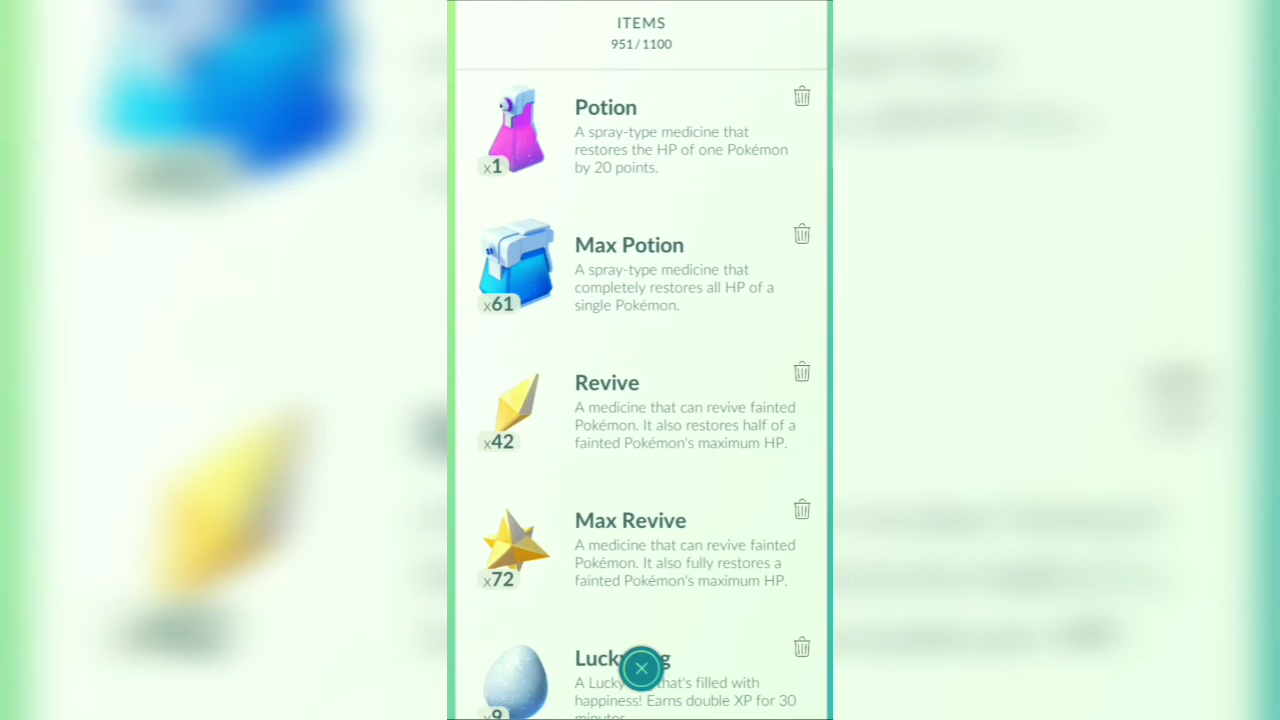 ITEMS
951/1100
Potion
A spray-type medicine that
restores the HP of one Pokémon
by 20 points.
x1
Max Potion
A spray-type medicine that
completely restores all HP of a
single Pokémon.
x61
Revive
A medicine that can revive fainted
Pokémon. It also restores half of a
fainted Pokémon's maximum HP.
x42
Max Revive
A medicine that can revive fainted
Pokémon. It also fully restores a
fainted Pokémon's maximum HP.
x72
Luck g
A Lucky that's filled with
happiness! Earns double XP for 30
minutes.
x9